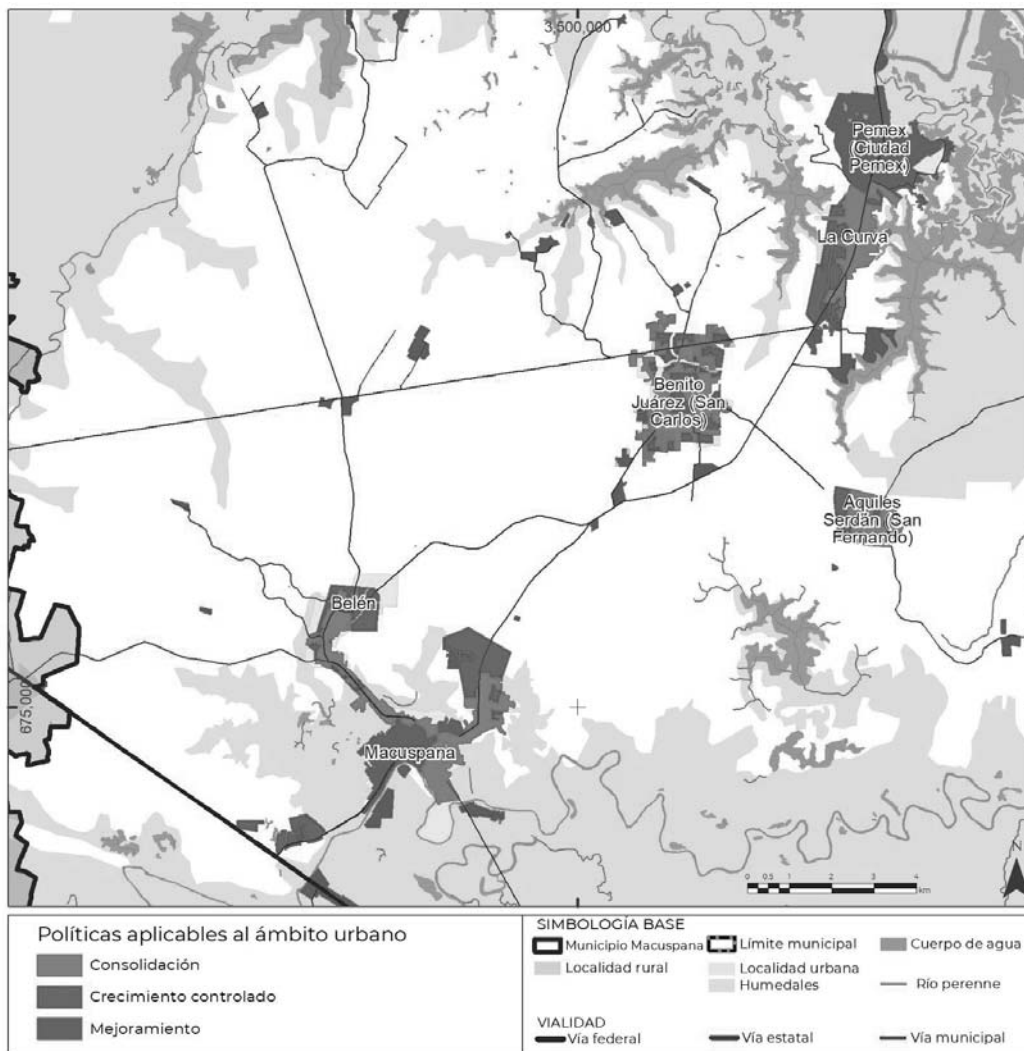 3,500,000
Pemex
(Ciudad
Pemex)
La Curva
Benito
Juárez (San
Carlos)
Aquiles
Serdán (San
Fernando)
Belén
675,000
Macuspana
N
0 0.5 1 2 3 4
km
Políticas aplicables al ámbito urbano
Consolidación
Crecimiento controlado
Mejoramiento
SIMBOLOGÍA BASE
Municipio Macuspana
Límite municipal
Cuerpo de agua
Localidad rural
Localidad urbana
Humedales
Río perenne
VIALIDAD
Vía federal
Vía estatal
Vía municipal